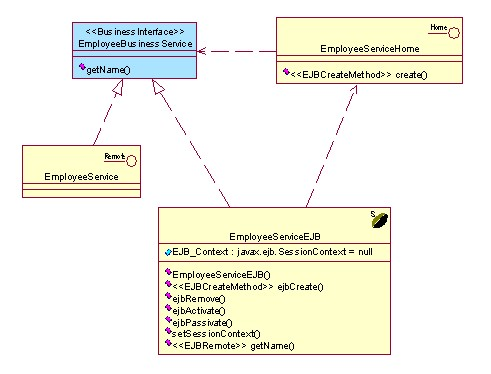 <<Business Interface>>
EmployeeBusiness Service
getName()
Home
EmployeeServiceHome
<<EJBCreateMethod>> create()
Remote
EmployeeService
S
EmployeeServiceEJB
EJB_Context : javax.ejb.SessionContext = null
EmployeeServiceEJB()
<<EJBCreateMethod>> ejbCreate()
ejbRemove()
ejbActivate()
ejbPassivate()
setSessionContext()
<<EJBRemote>> getName()